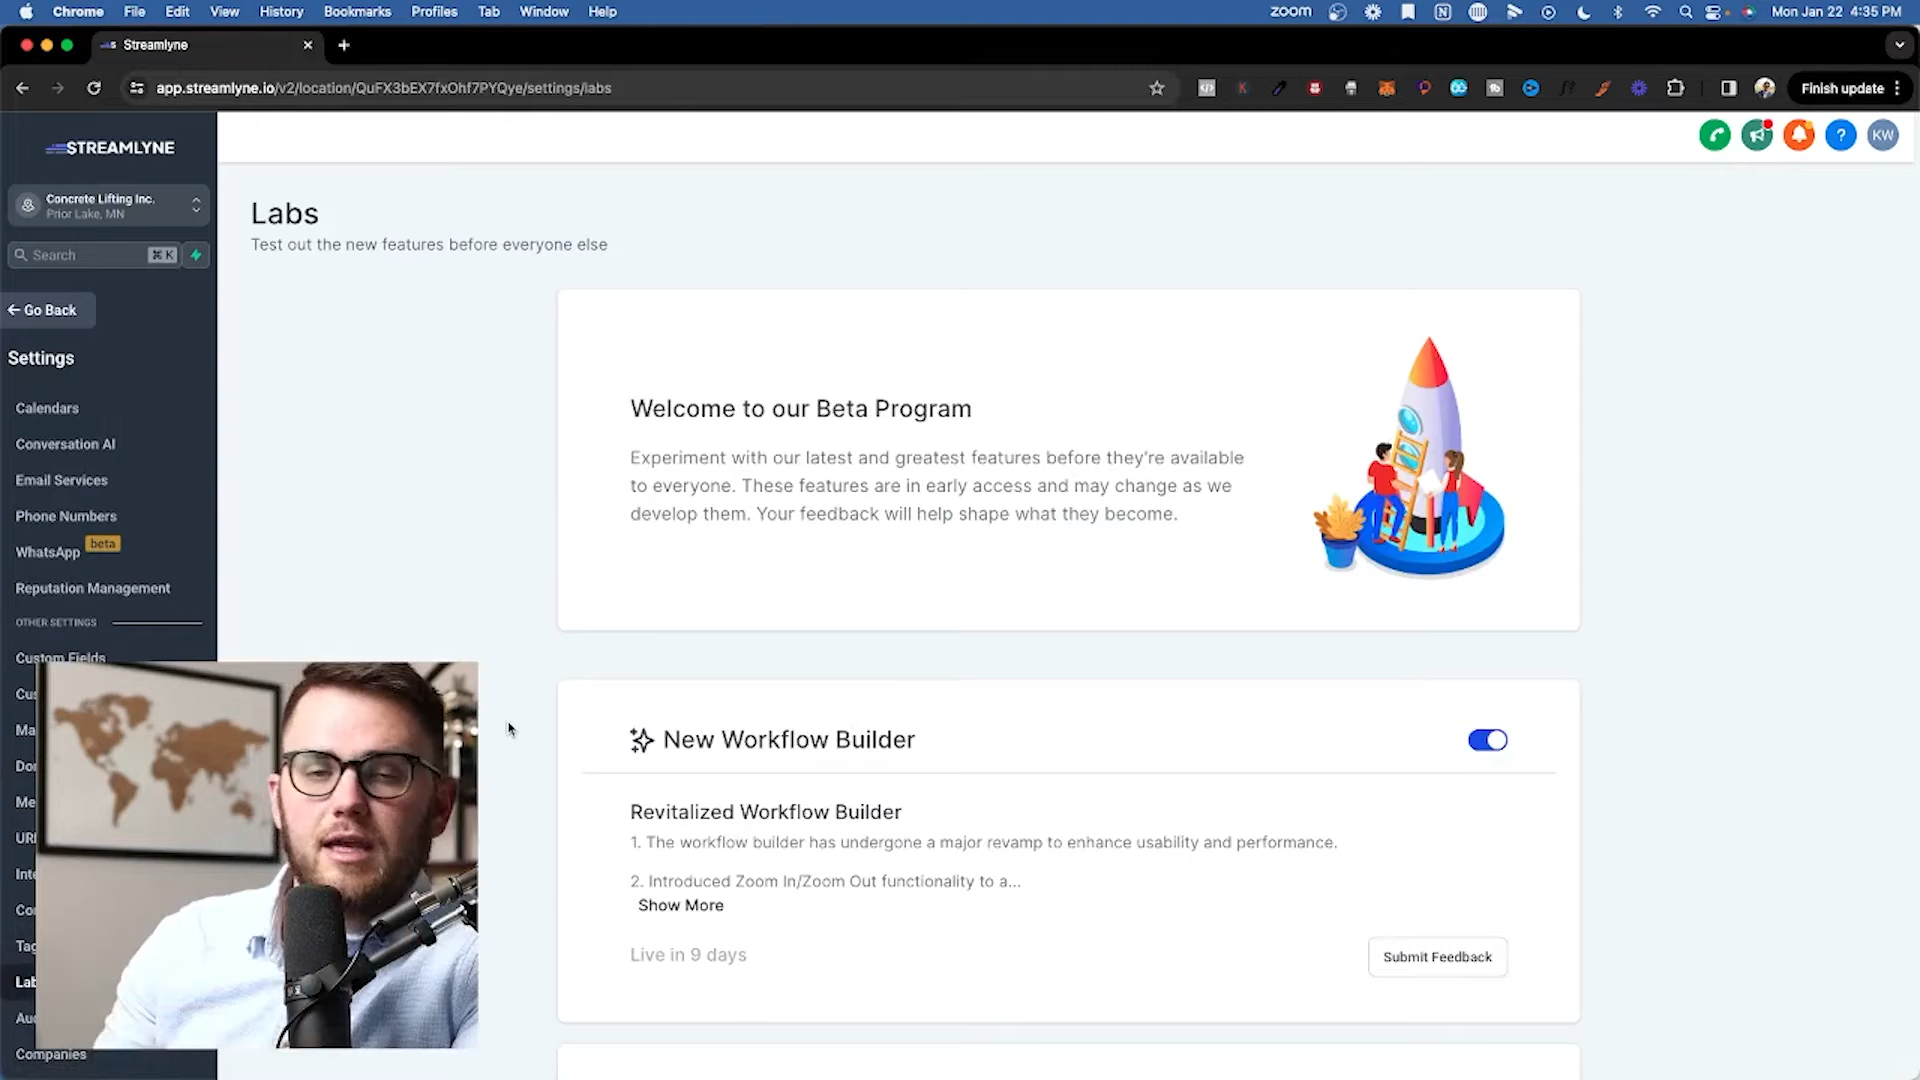 Chrome File Edit View History Bookmarks Profiles Tab Window Help zoom Mon Jan 22 4:35 PM
Streamlyne
app.streamlyne.io/v2/location/QuFX3bEX7fxOhf7PYQye/settings/labs Finish update
STREAMLYNE KW
Concrete Lifting Inc.
Prior Lake, MN
Search ⌘ K
Go Back
Settings
Calendars
Conversation AI
Email Services
Phone Numbers
WhatsApp beta
Reputation Management
OTHER SETTINGS
Custom Fields
Companies
Labs
Test out the new features before everyone else
Welcome to our Beta Program
Experiment with our latest and greatest features before they're available
to everyone. These features are in early access and may change as we
develop them. Your feedback will help shape what they become.
New Workflow Builder
Revitalized Workflow Builder
1. The workflow builder has undergone a major revamp to enhance usability and performance.
2. Introduced Zoom In/Zoom Out functionality to a...
Show More
Live in 9 days
Submit Feedback